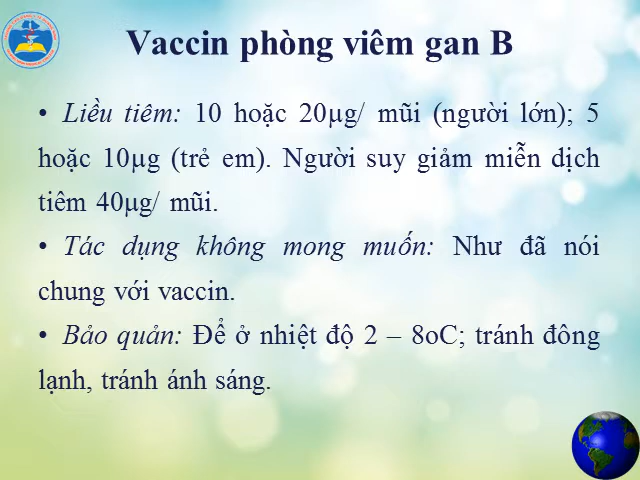 Vaccin phòng viêm gan B
• Liều tiêm: 10 hoặc 20µg/ mũi (người lớn); 5
hoặc 10µg (trẻ em). Người suy giảm miễn dịch
tiêm 40µg/ mũi.
• Tác dụng không mong muốn: Như đã nói
chung với vaccin.
• Bảo quản: Để ở nhiệt độ 2 – 8oC; tránh đông
lạnh, tránh ánh sáng.